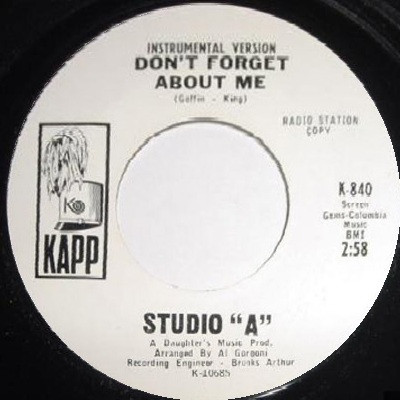 INSTRUMENTAL VERSION
DON'T FORGET
ABOUT ME
(Goffin - King)
RADIO STATION
COPY
K
KAPP
K-840
Screen
Gems-Columbia
Music
BMI
2:58
STUDIO "A"
A Daughter's Music Prod.
Arranged By Al Gorgoni
Recording Engineer - Brooks Arthur
K-10685